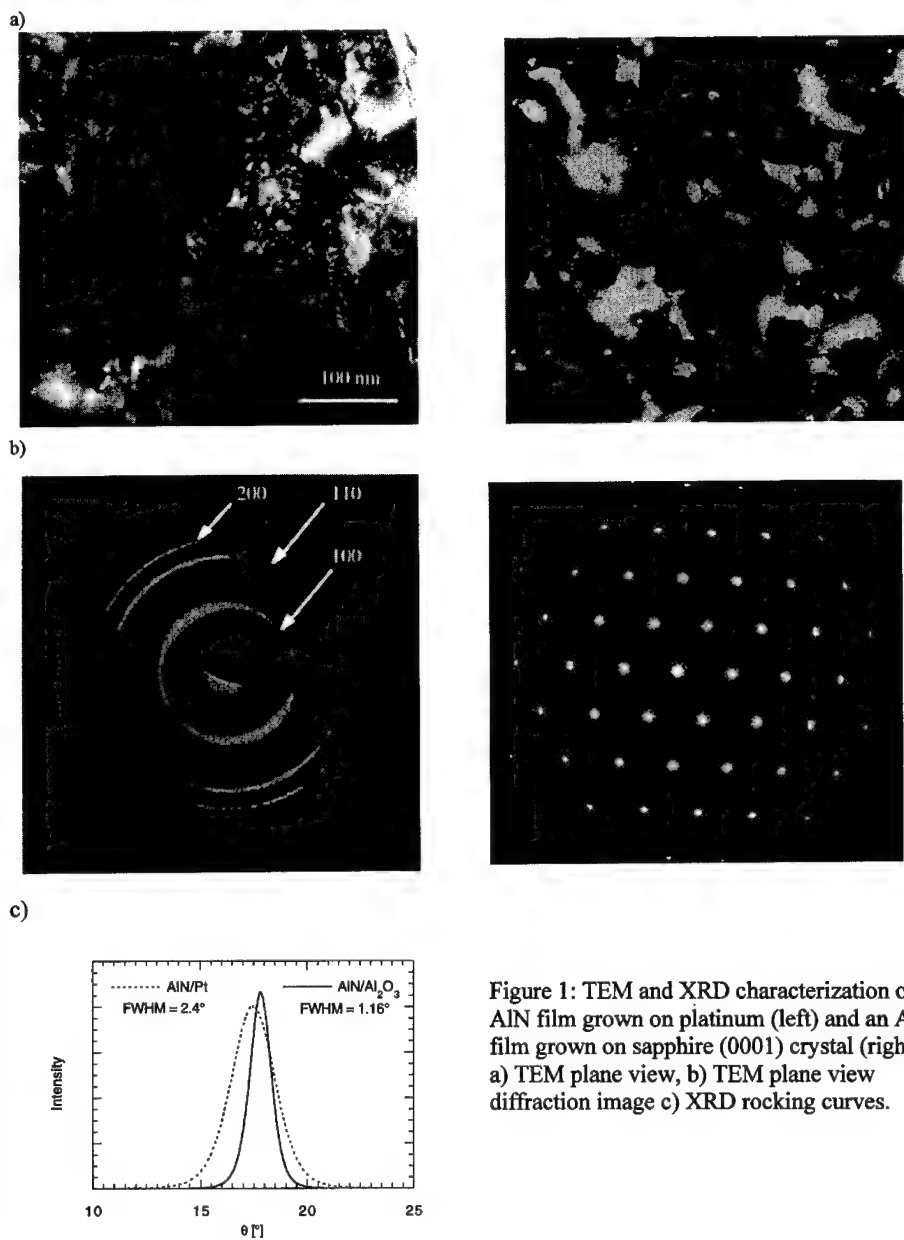 a)
100 nm
b)
200
110
100
c)
AlN/Pt
FWHM = 2.4°
AlN/Al₂O₃
FWHM = 1.16°
Intensity
10 15 20 25
θ [°]
Figure 1: TEM and XRD characterization
AlN film grown on platinum (left) and an
film grown on sapphire (0001) crystal
a) TEM plane view, b) TEM plane view
diffraction image c) XRD rocking curves.